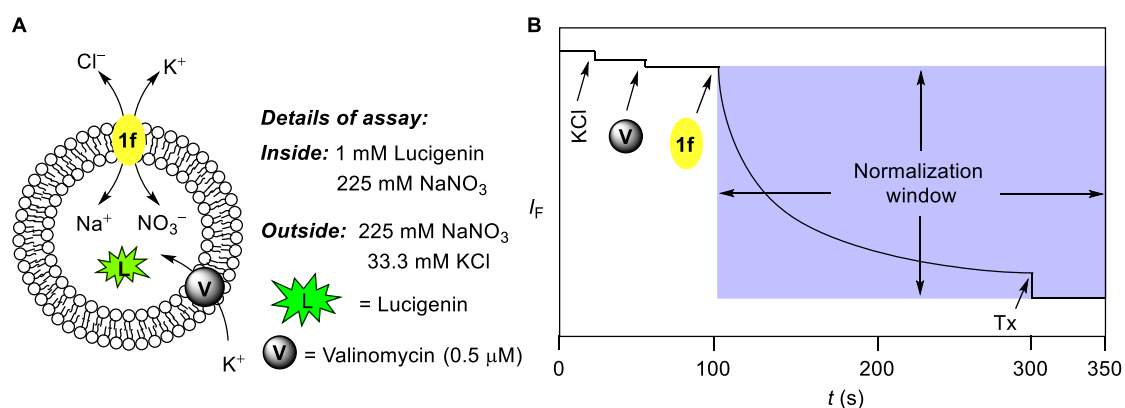 A
Cl⁻
K⁺
1f
Na⁺
NO₃⁻
L
V
K⁺
Details of assay:
Inside: 1 mM Lucigenin
225 mM NaNO₃
Outside: 225 mM NaNO₃
33.3 mM KCl
L = Lucigenin
V = Valinomycin (0.5 μM)
B
I_F
KCl
V
1f
Normalization
window
Tx
0
100
200
300
350
t (s)